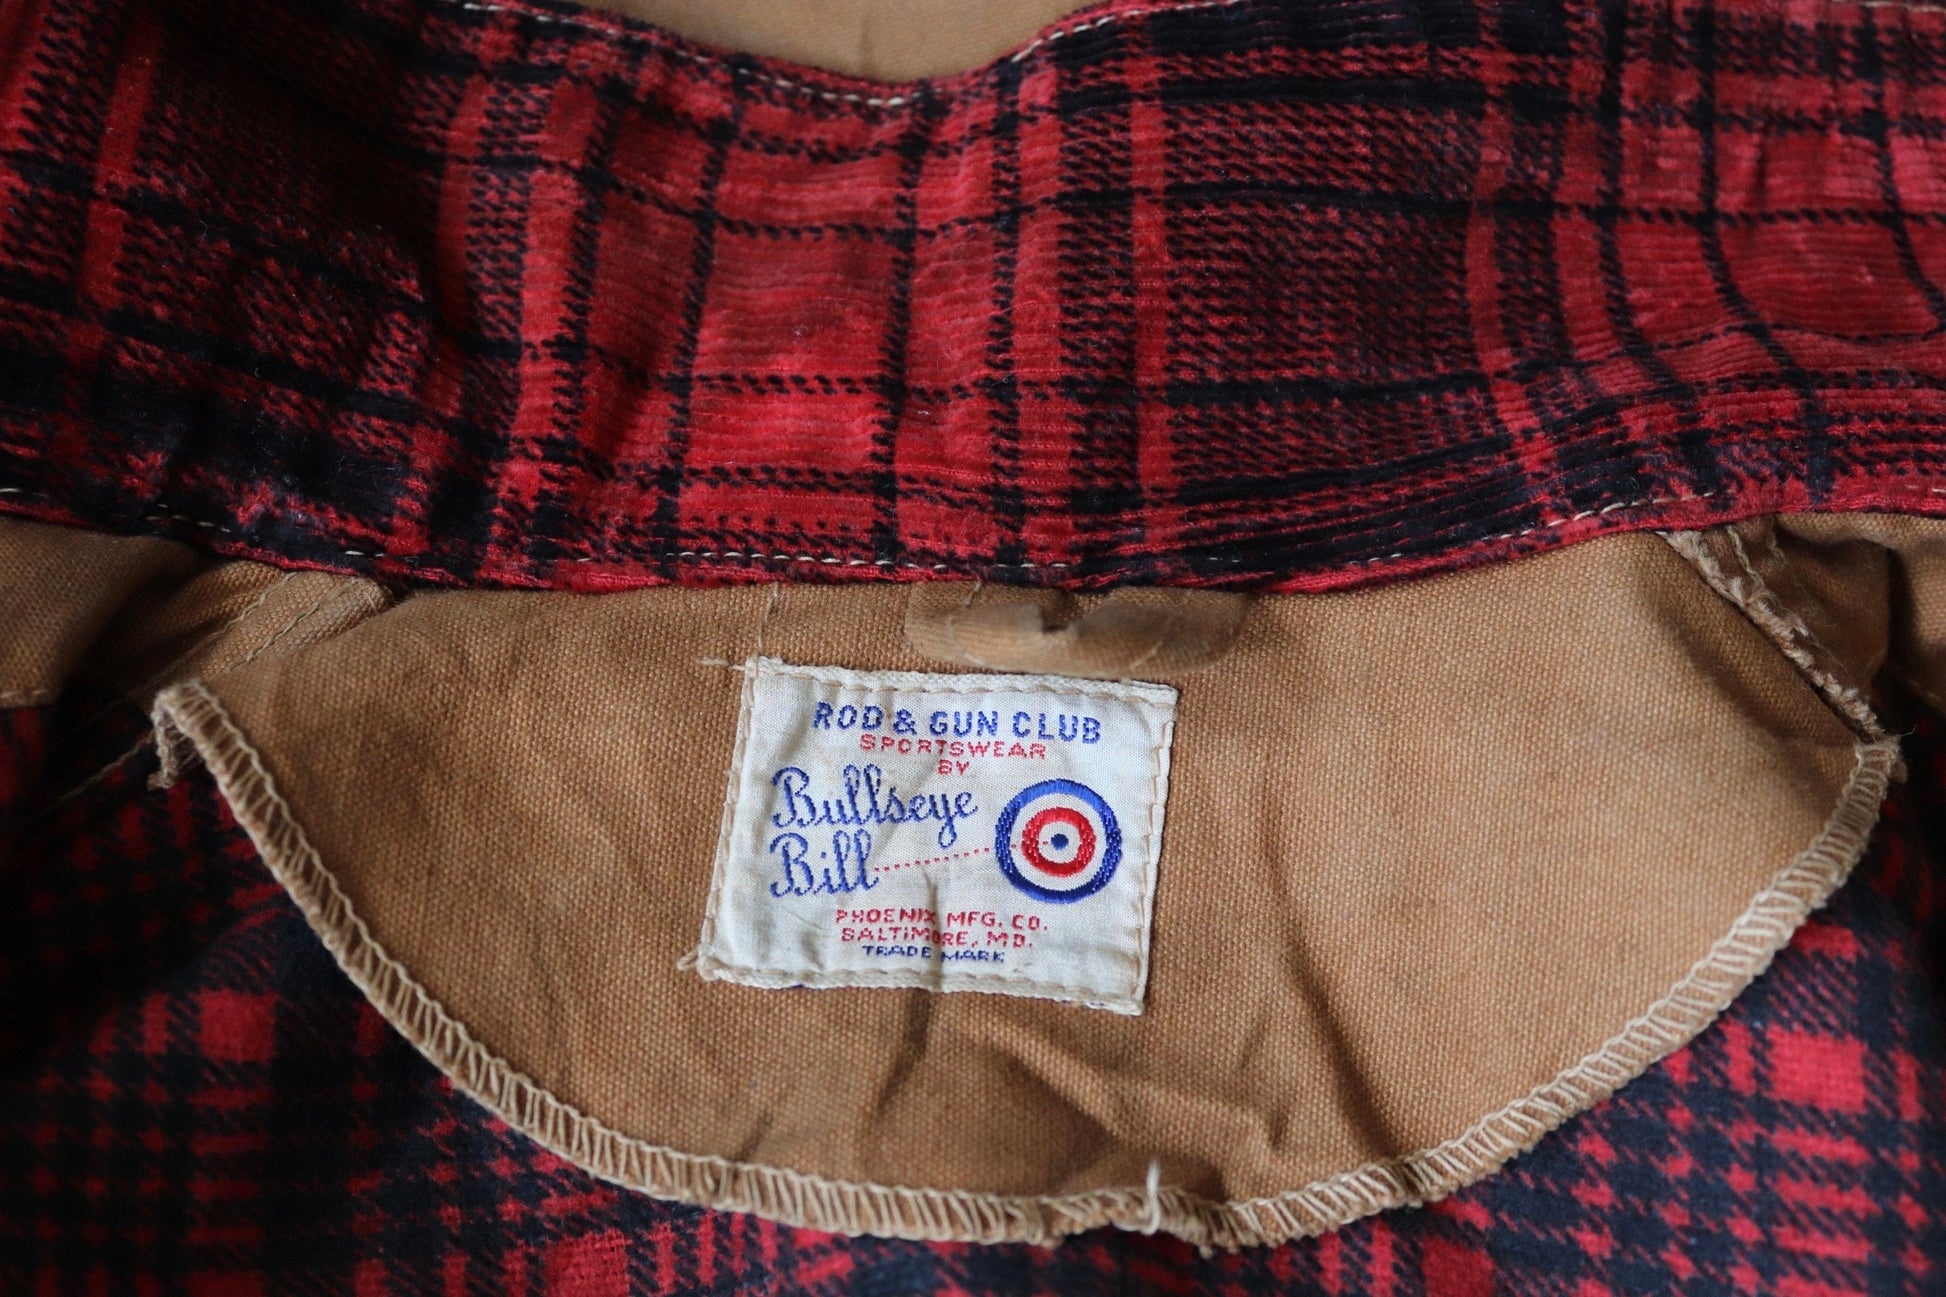 ROD & GUN CLUB
SPORTSWEAR
BY
Bullseye
Bill
PHOENIX MFG. CO.
BALTIMORE, MD.
TRADE MARK